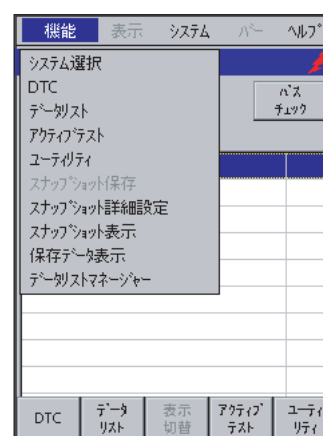 機能 表示 システム バー ヘルプ
システム選択
DTC
データリスト
アクティブテスト
ユーティリティ
スナップショット保存
スナップショット詳細設定
スナップショット表示
保存データ表示
データリストマネージャー
バス
チェック
DTC
データ
リスト
表示
切替
アクティブ
テスト
ユーティ
リティ